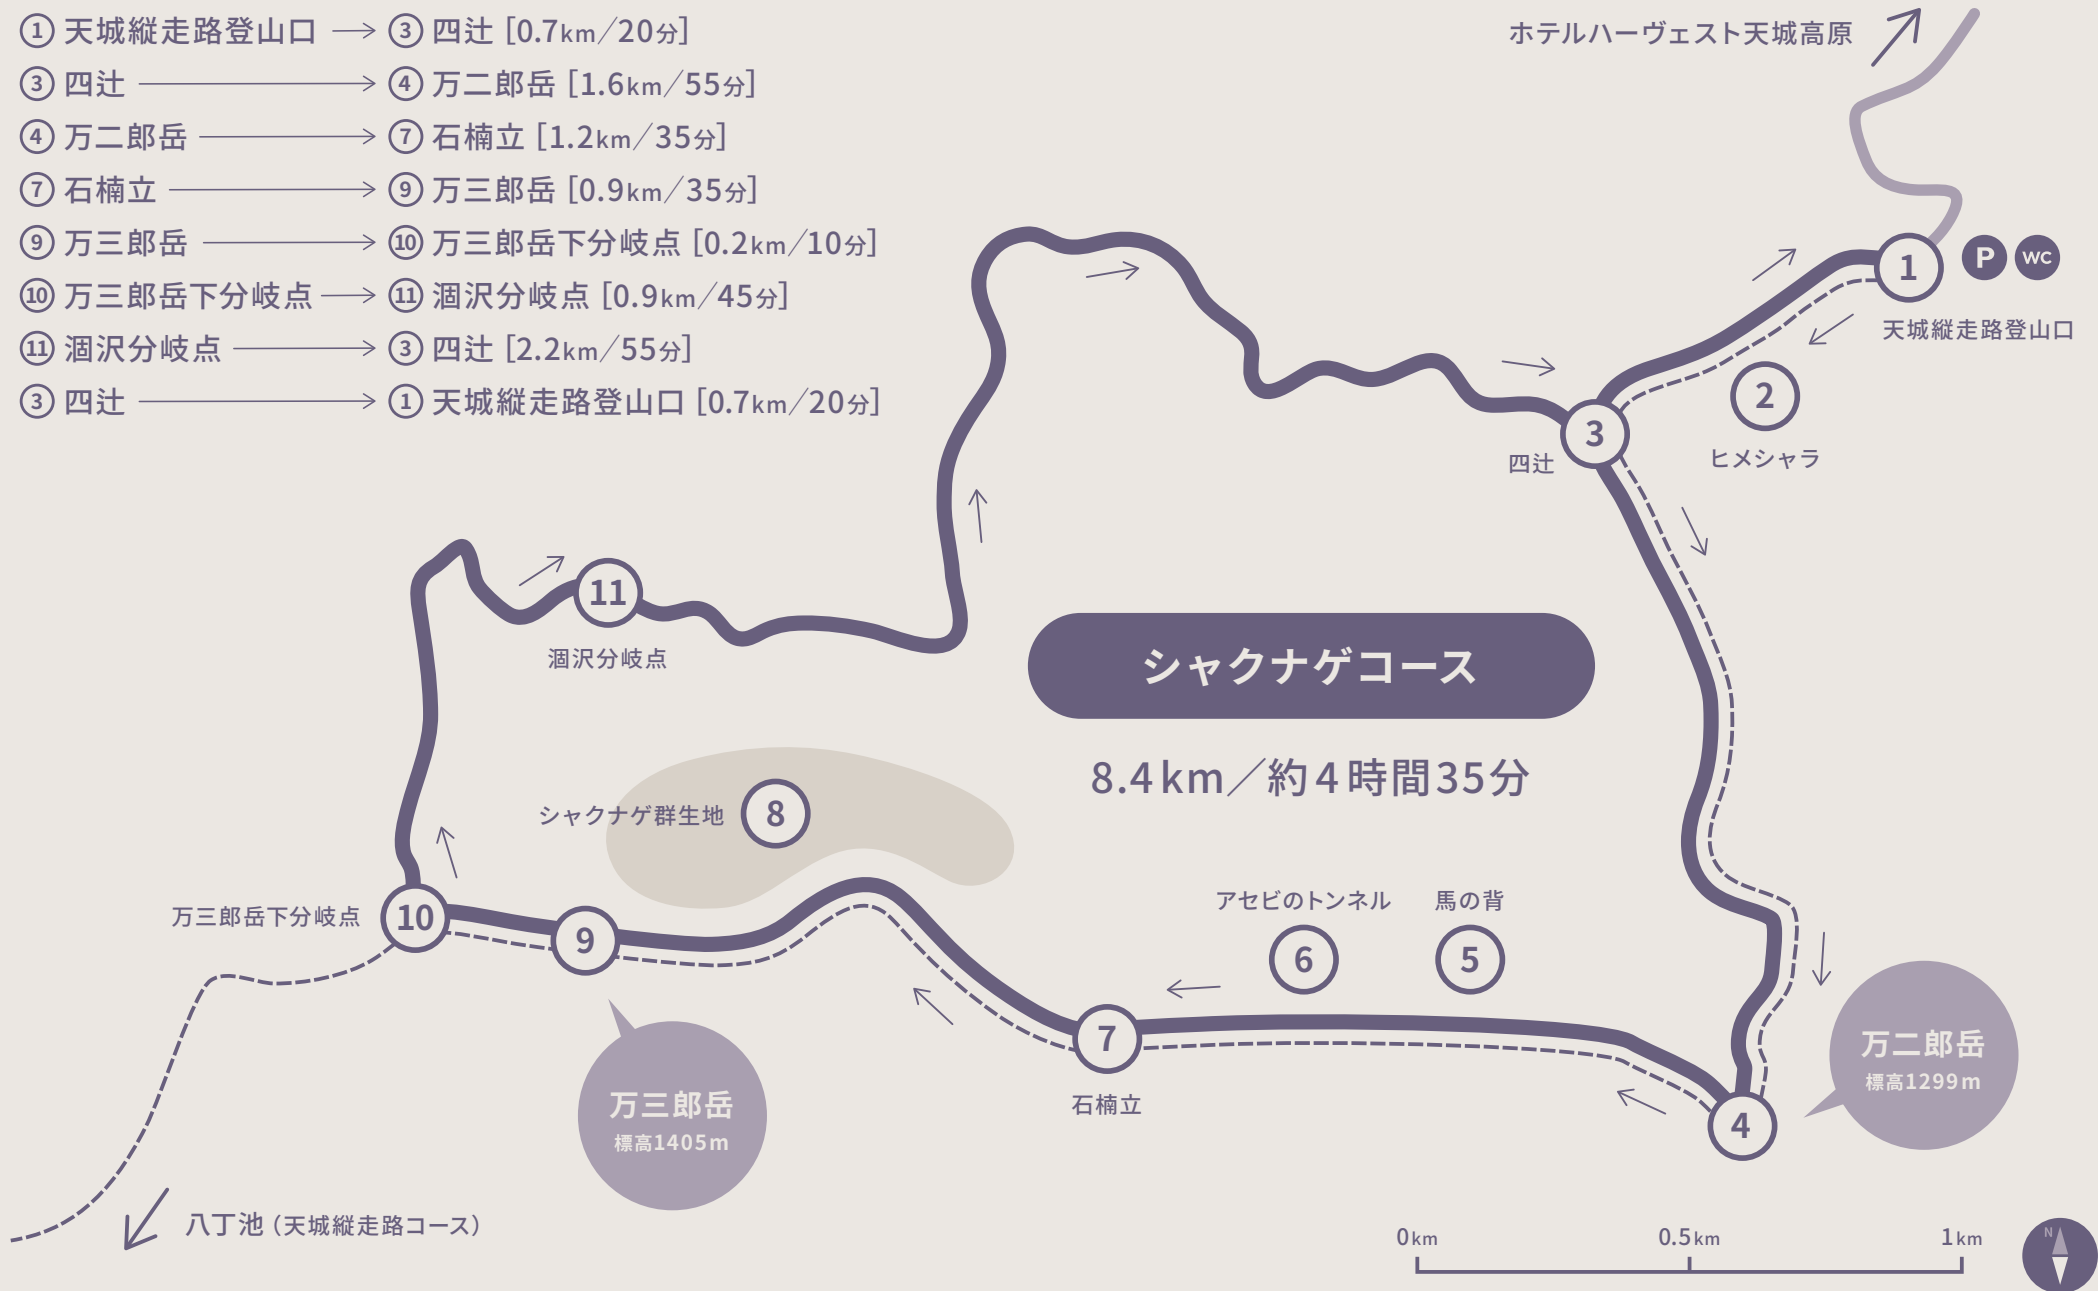 ① 天城縦走路登山口 → ③ 四辻 [0.7km／20分]
③ 四辻 → ④ 万二郎岳 [1.6km／55分]
④ 万二郎岳 → ⑦ 石楠立 [1.2km／35分]
⑦ 石楠立 → ⑨ 万三郎岳 [0.9km／35分]
⑨ 万三郎岳 → ⑩ 万三郎岳下分岐点 [0.2km／10分]
⑩ 万三郎岳下分岐点 → ⑪ 涸沢分岐点 [0.9km／45分]
⑪ 涸沢分岐点 → ③ 四辻 [2.2km／55分]
③ 四辻 → ① 天城縦走路登山口 [0.7km／20分]
ホテルハーヴェスト天城高原
1
P
WC
天城縦走路登山口
2
ヒメシャラ
3
四辻
11
涸沢分岐点
シャクナゲコース
8.4km／約4時間35分
シャクナゲ群生地
8
アセビのトンネル
6
馬の背
5
万三郎岳下分岐点
10
9
7
石楠立
4
万二郎岳
標高1299m
万三郎岳
標高1405m
八丁池（天城縦走路コース）
0km
0.5km
1km
N